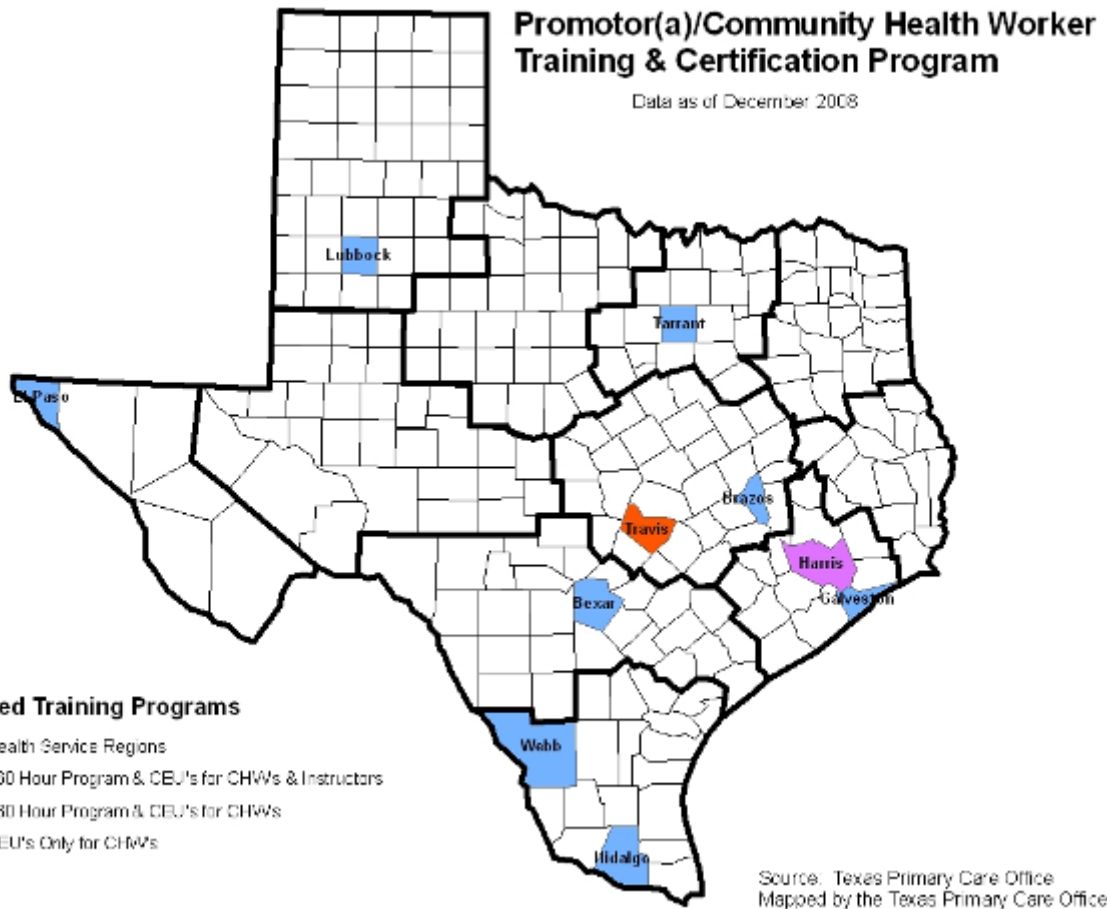 Promotor(a)/Community Health Worker
Training & Certification Program
Data as of December 2008
Lubbock
Tarrant
El Paso
Brazos
Travis
Harris
Galveston
Bexar
Webb
Hidalgo
ed Training Programs
ealth Service Regions
60 Hour Program & CEU's for CHWs & Instructors
60 Hour Program & CEU's for CHWs
EU's Only for CHWs
Source: Texas Primary Care Office
Mapped by the Texas Primary Care Office